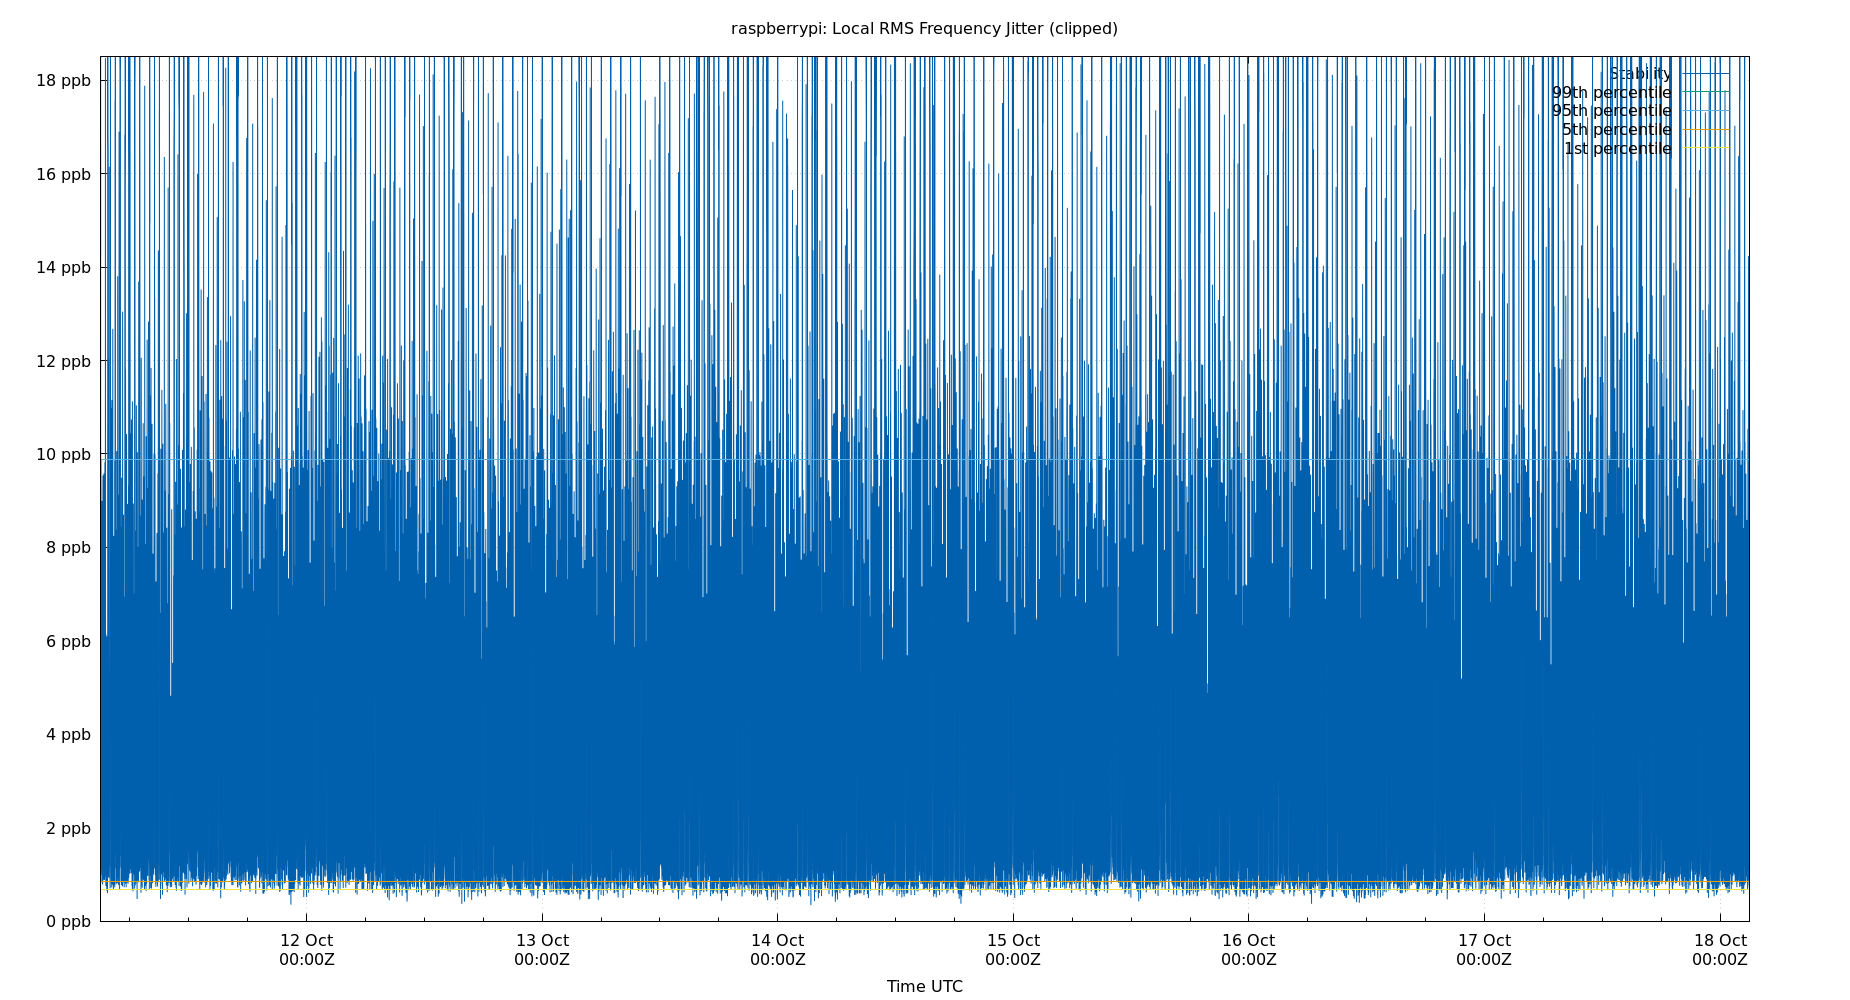 raspberrypi: Local RMS Frequency Jitter (clipped)
18 ppb
16 ppb
14 ppb
12 ppb
10 ppb
8 ppb
6 ppb
4 ppb
2 ppb
0 ppb
Stability
99th percentile
95th percentile
5th percentile
1st percentile
12 Oct 13 Oct 14 Oct 15 Oct 16 Oct 17 Oct 18 Oct
00:00Z 00:00Z 00:00Z 00:00Z 00:00Z 00:00Z 00:00Z
Time UTC